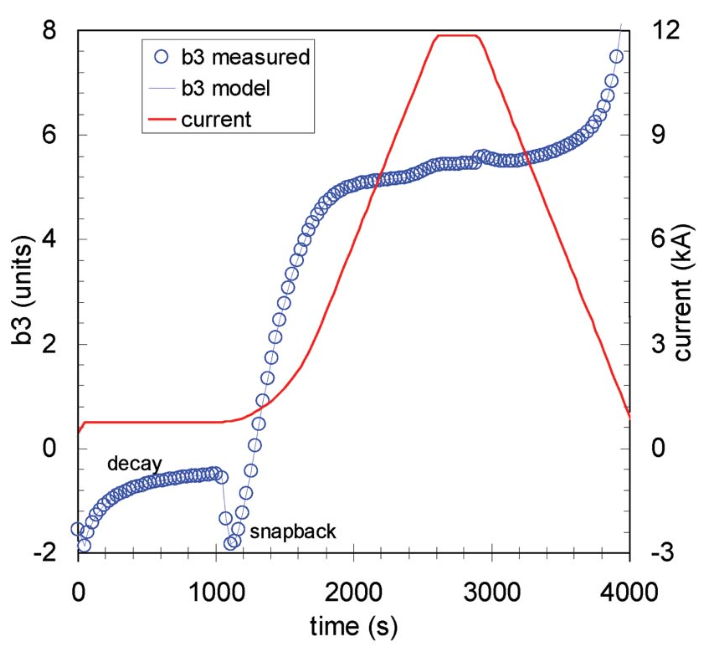 8
6
4
2
0
-2
b3 (units)
b3 measured
b3 model
current
decay
snapback
12
9
6
3
0
-3
current (kA)
0 1000 2000 3000 4000
time (s)